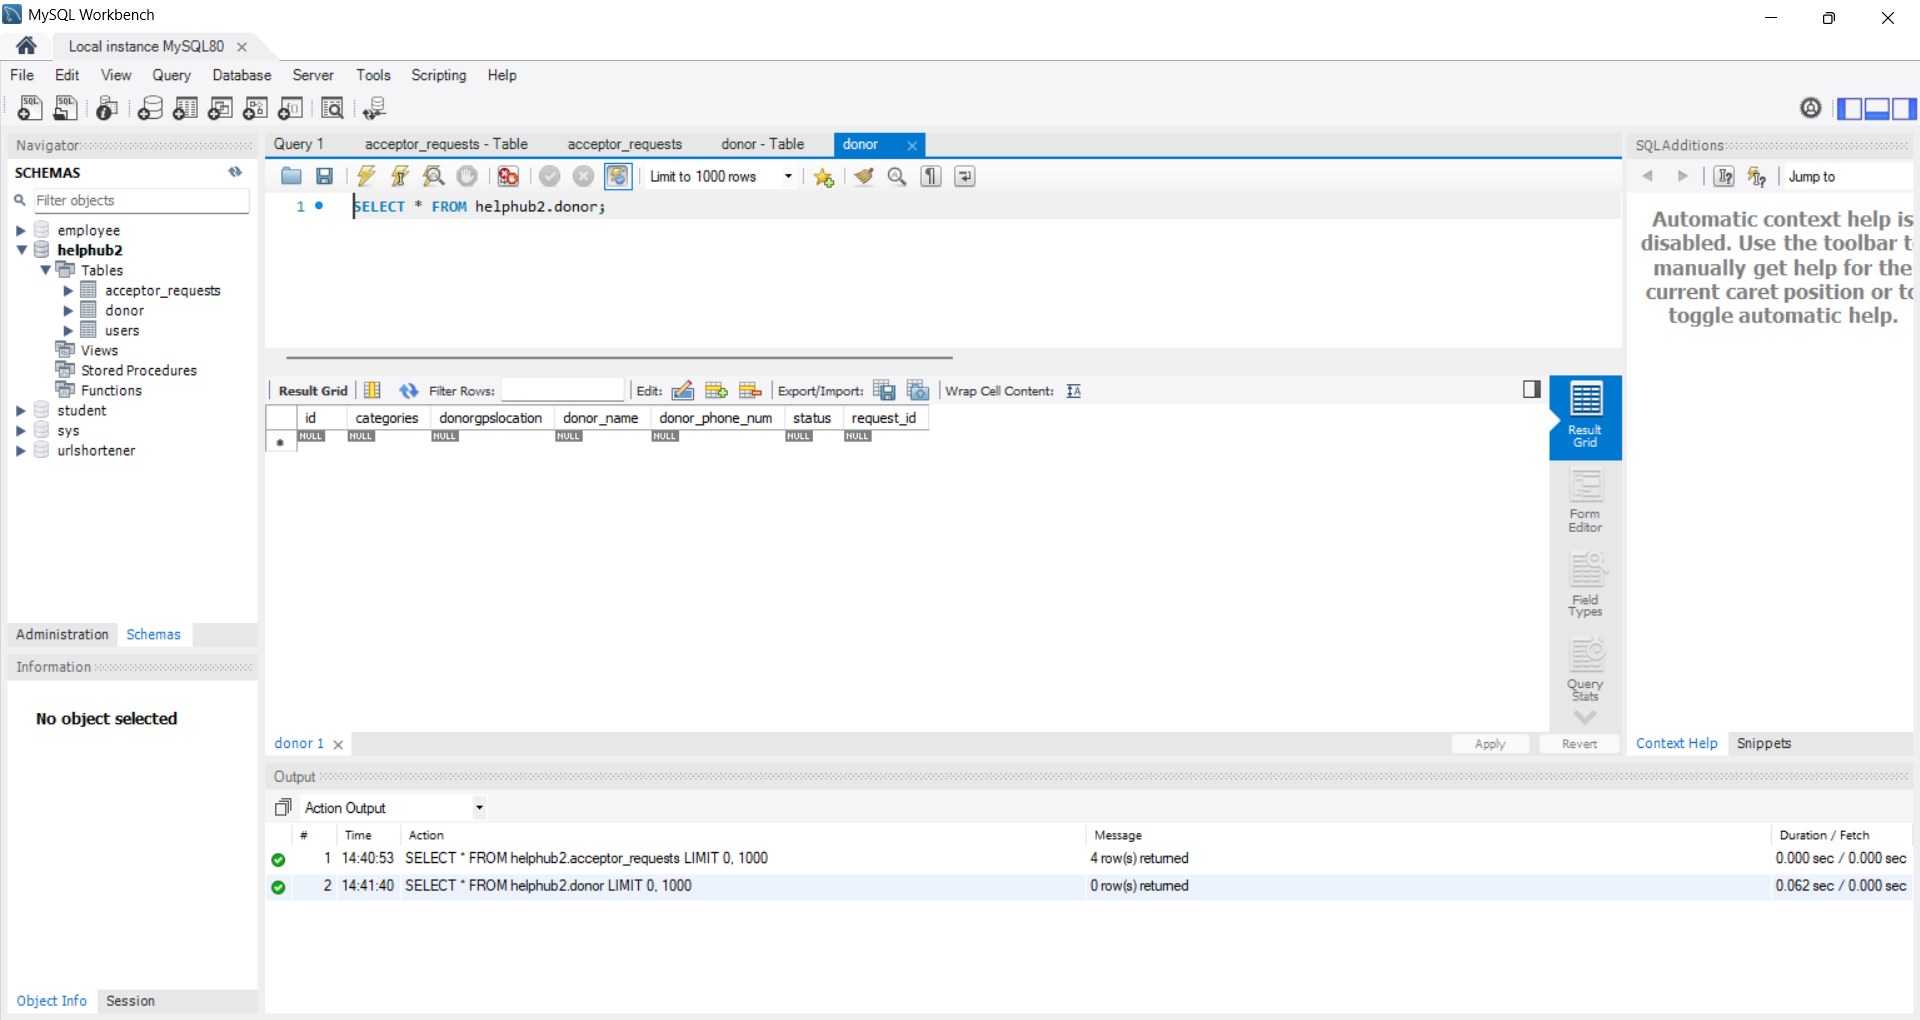 MySQL Workbench
Local instance MySQL80
File Edit View Query Database Server Tools Scripting Help
Navigator
SCHEMAS
Filter objects
employee
helphub2
Tables
acceptor_requests
donor
users
Views
Stored Procedures
Functions
student
sys
urlshortener
Administration Schemas
Information
No object selected
Object Info Session
Query 1 acceptor_requests - Table acceptor_requests donor - Table donor
Limit to 1000 rows
1 SELECT * FROM helphub2.donor;
Result Grid Filter Rows: Edit: Export/Import: Wrap Cell Content:
id categories donorgpslocation donor_name donor_phone_num status request_id
NULL NULL NULL NULL NULL NULL NULL
Result
Grid
Form
Editor
Field
Types
Query
Stats
donor 1 Apply Revert
SQLAdditions
Jump to
Automatic context help is
disabled. Use the toolbar t
manually get help for the
current caret position or to
toggle automatic help.
Context Help Snippets
Output
Action Output
# Time Action Message Duration / Fetch
1 14:40:53 SELECT * FROM helphub2.acceptor_requests LIMIT 0, 1000 4 row(s) returned 0.000 sec / 0.000 sec
2 14:41:40 SELECT * FROM helphub2.donor LIMIT 0, 1000 0 row(s) returned 0.062 sec / 0.000 sec